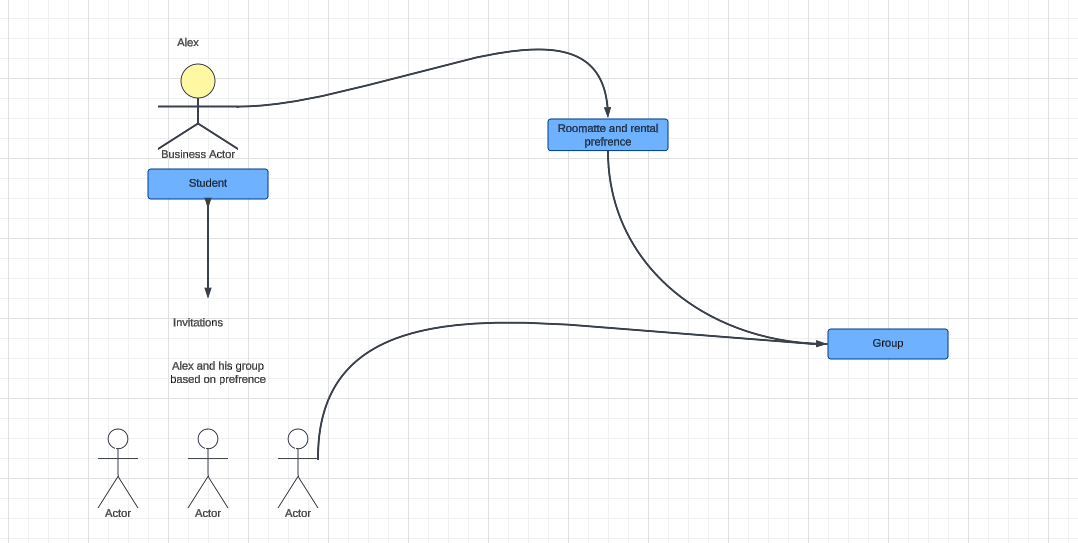 Alex
Business Actor
Student
Roomatte and rental
prefrence
Invitations
Group
Alex and his group
based on prefrence
Actor
Actor
Actor